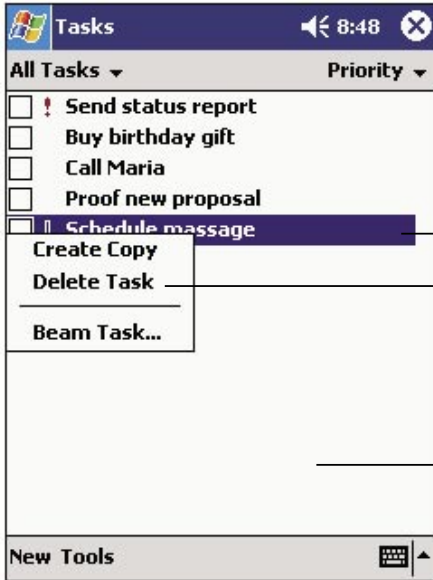 Tasks 8:48
All Tasks Priority
! Send status report
Buy birthday gift
Call Maria
Proof new proposal
Schedule massage
Create Copy
Delete Task
Beam Task...
New Tools